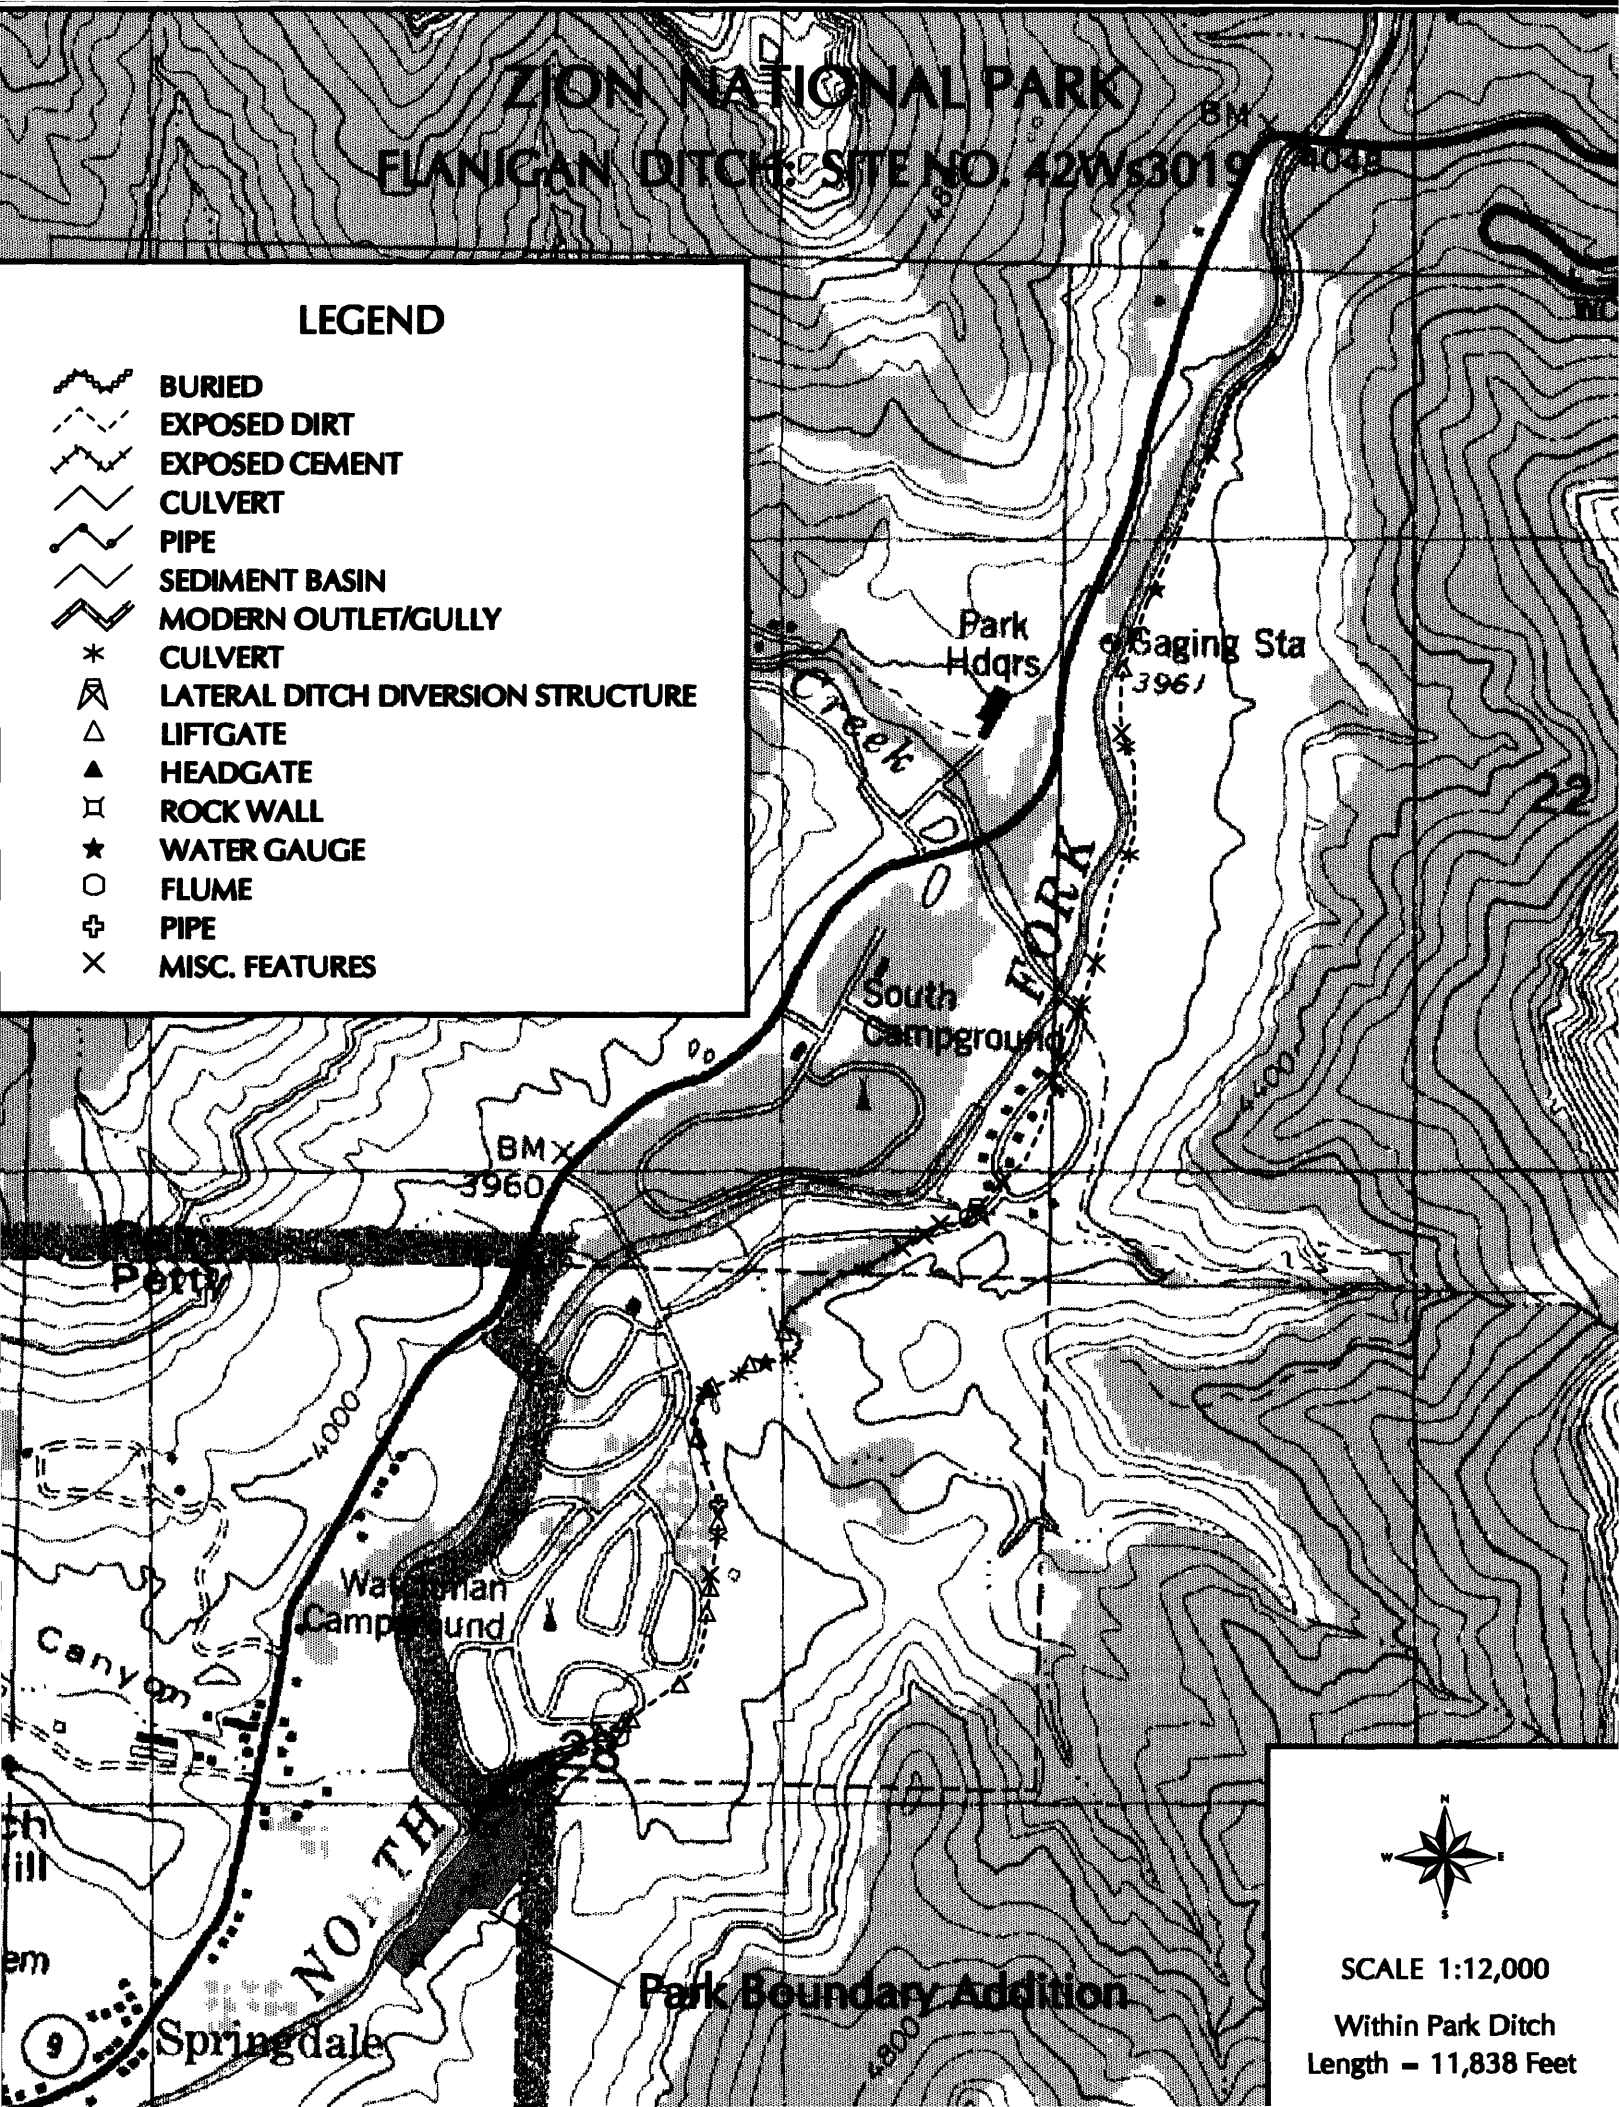 ZION NATIONAL PARK
BM
4043
FLANIGAN DITCH: SITE NO. 42Ws3019
LEGEND
BURIED
EXPOSED DIRT
EXPOSED CEMENT
CULVERT
PIPE
SEDIMENT BASIN
MODERN OUTLET/GULLY
CULVERT
LATERAL DITCH DIVERSION STRUCTURE
LIFTGATE
HEADGATE
ROCK WALL
WATER GAUGE
FLUME
PIPE
MISC. FEATURES
Park
Hdqrs
Gaging Sta
3961
Creek
22
FORK
South
Campground
4400
BM
3960
4000
Watchman
Campground
Canyon
28
NORTH
Park Boundary Addition
4800
Springdale
9
N
W
E
S
SCALE 1:12,000
Within Park Ditch
Length = 11,838 Feet